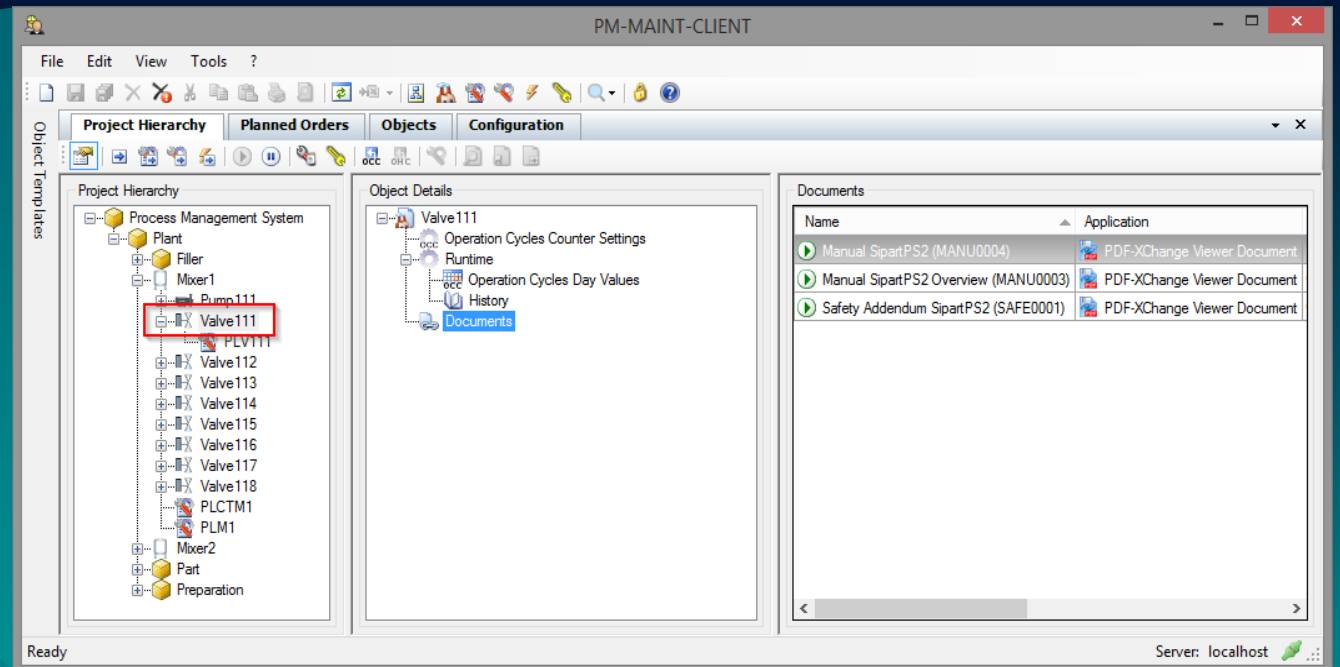 PM-MAINT-CLIENT
File Edit View Tools ?
Object Templates
Project Hierarchy Planned Orders Objects Configuration
OCC OHC
Project Hierarchy
Process Management System
Plant
Filler
Mixer1
Pump111
Valve111
PLV111
Valve112
Valve113
Valve114
Valve115
Valve116
Valve117
Valve118
PLCTM1
PLM1
Mixer2
Part
Preparation
Object Details
Valve111
OCC Operation Cycles Counter Settings
Runtime
OCC Operation Cycles Day Values
History
Documents
Documents
Name Application
Manual SipartPS2 (MANU0004) PDF-XChange Viewer Document
Manual SipartPS2 Overview (MANU0003) PDF-XChange Viewer Document
Safety Addendum SipartPS2 (SAFE0001) PDF-XChange Viewer Document
Ready Server: localhost